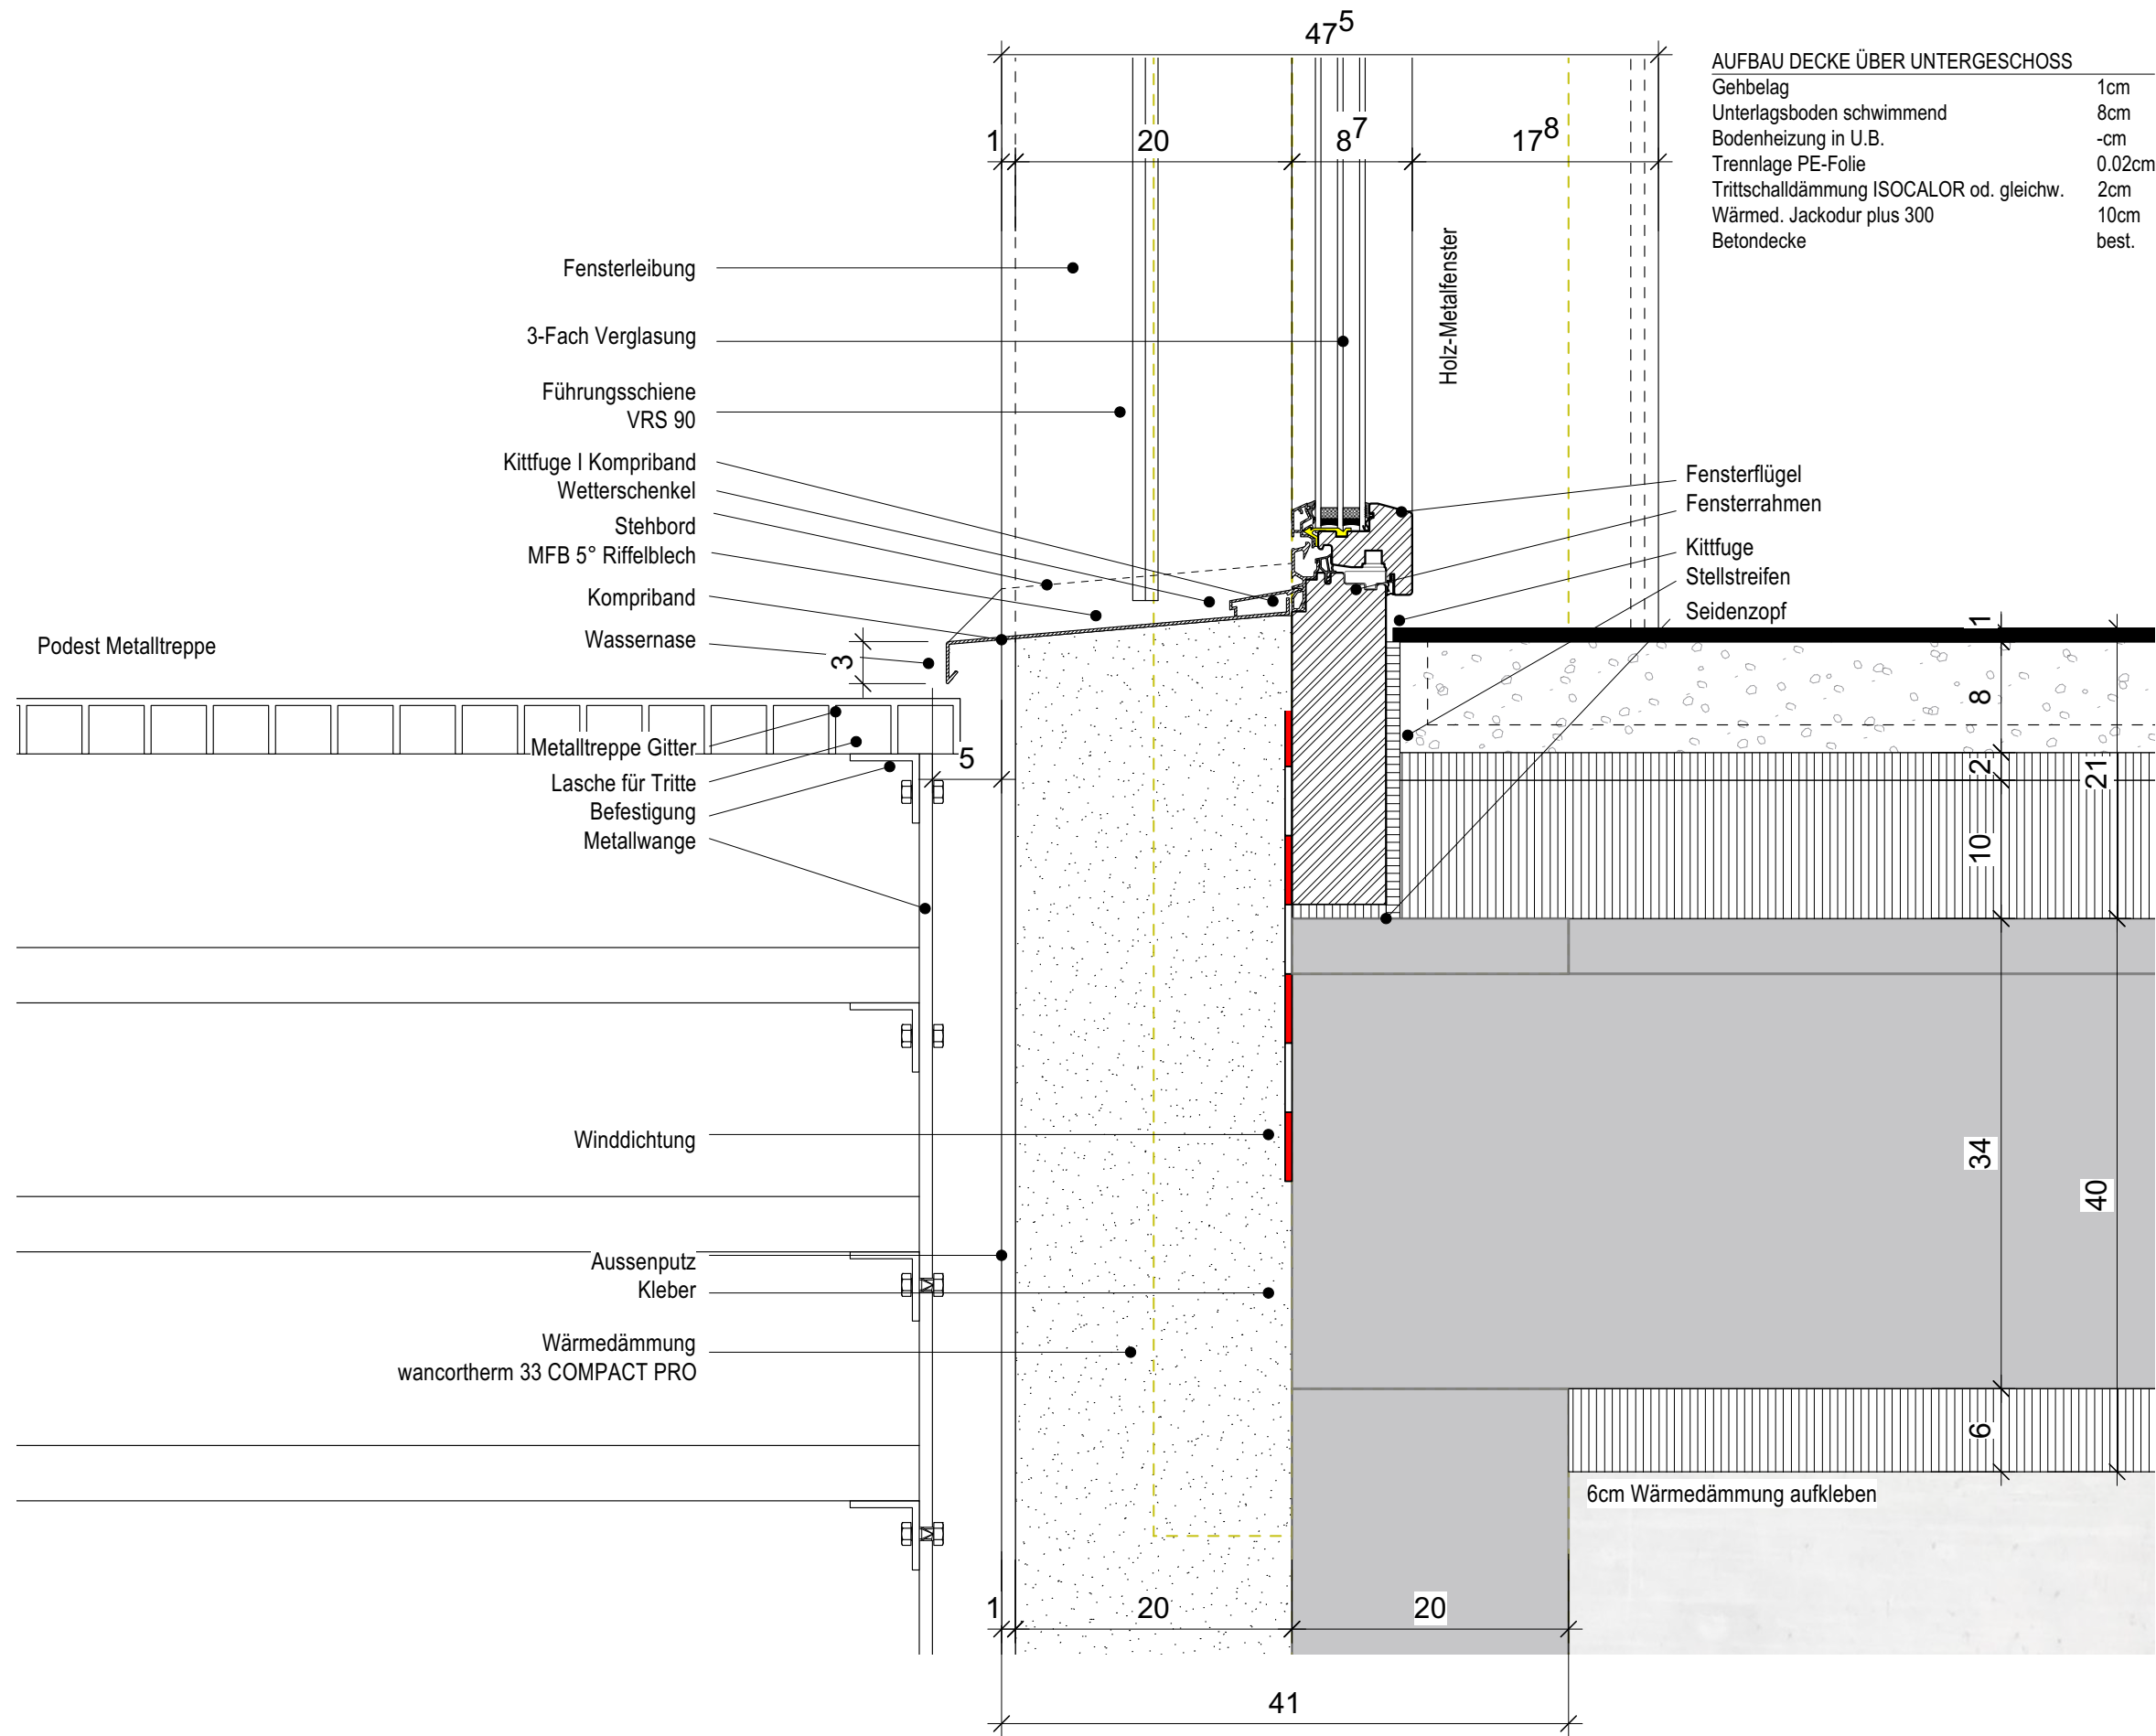 47⁵
AUFBAU DECKE ÜBER UNTERGESCHOSS
Gehbelag 1cm
Unterlagsboden schwimmend 8cm
Bodenheizung in U.B. -cm
Trennlage PE-Folie 0.02cm
Trittschalldämmung ISOCALOR od. gleichw. 2cm
Wärmed. Jackodur plus 300 10cm
Betondecke best.
1 20 8⁷ 17⁸
Holz-Metalfenster
Fensterleibung
3-Fach Verglasung
Führungsschiene
VRS 90
Kittfuge I Kompriband
Wetterschenkel
Stehbord
MFB 5° Riffelblech
Kompriband
Wassernase
Fensterflügel
Fensterrahmen
Kittfuge
Stellstreifen
Seidenzopf
Podest Metalltreppe
3
5
Metalltreppe Gitter
Lasche für Tritte
Befestigung
Metallwange
1
8
2
21
10
34
40
6
Winddichtung
Aussenputz
Kleber
Wärmedämmung
wancortherm 33 COMPACT PRO
6cm Wärmedämmung aufkleben
1 20 20
41